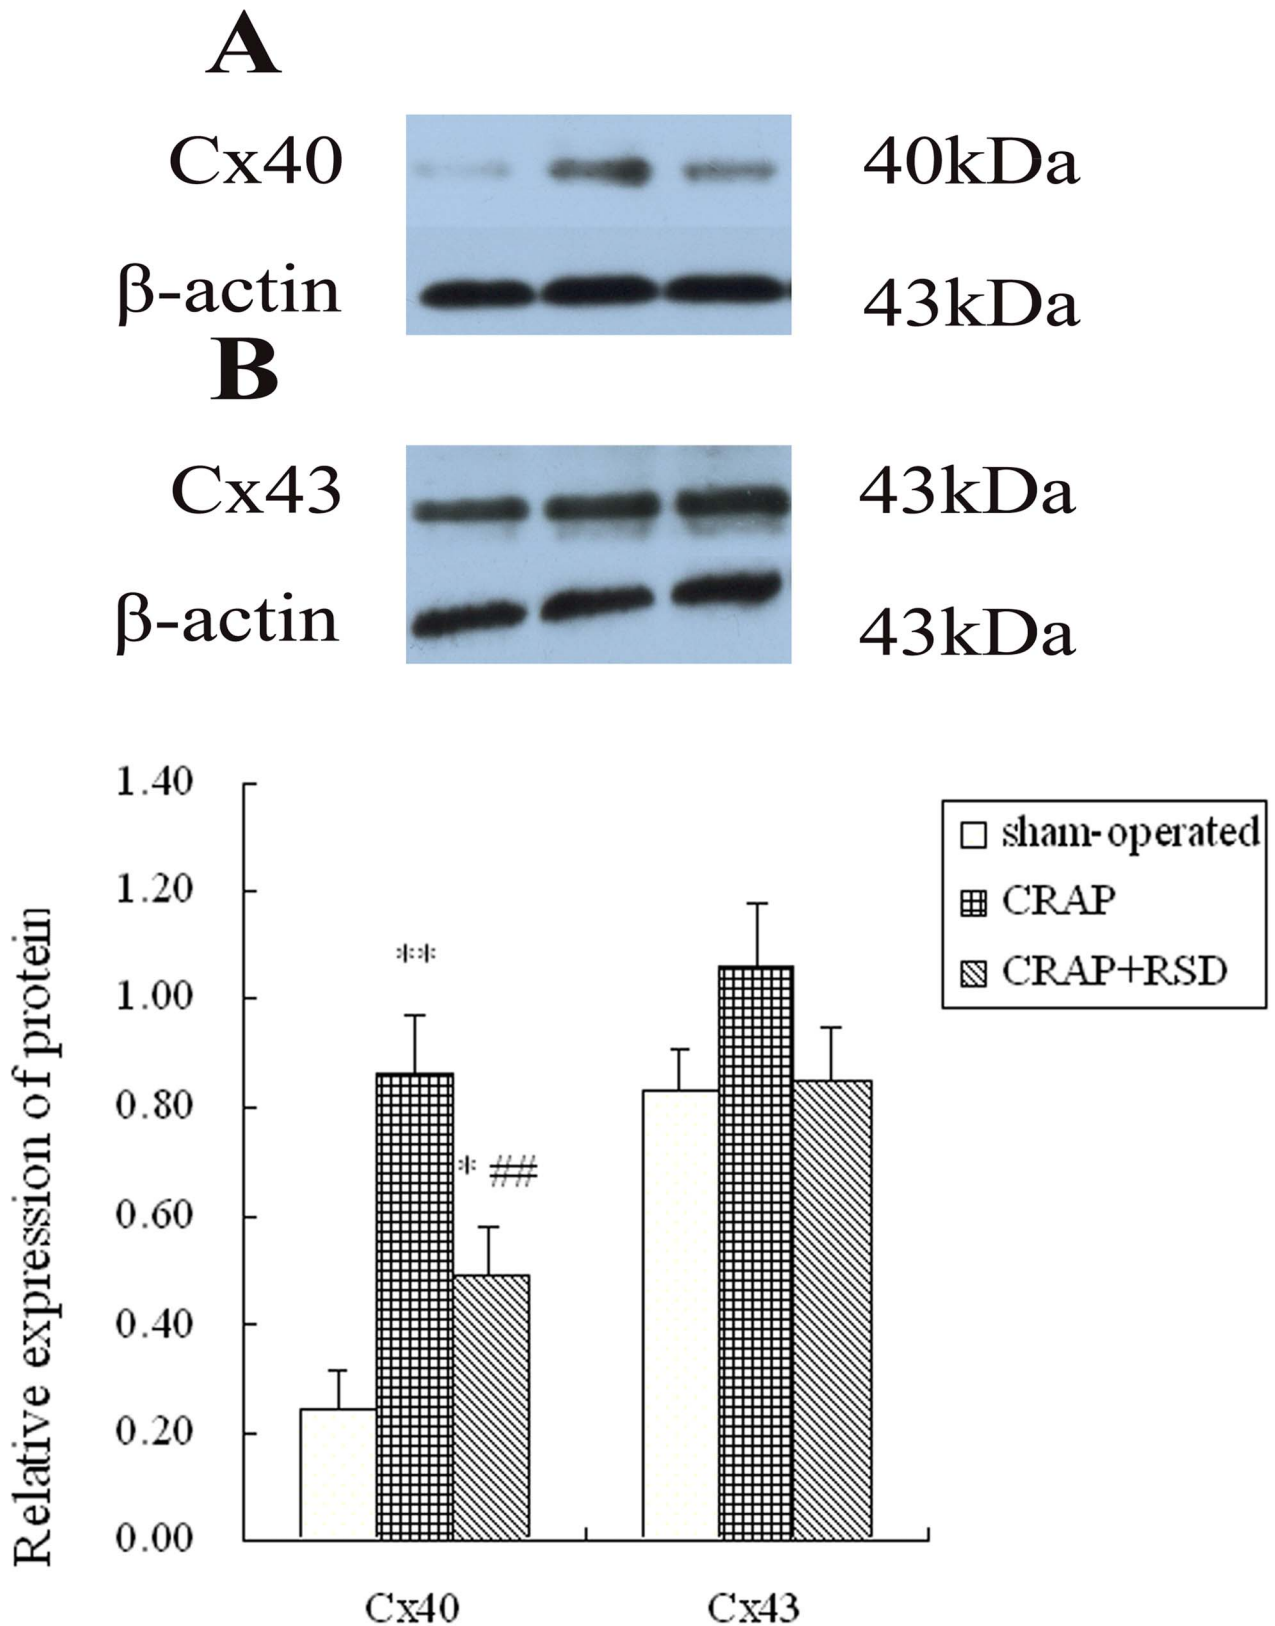 A
Cx40 40kDa
β-actin 43kDa
B
Cx43 43kDa
β-actin 43kDa
Relative expression of protein
1.40
1.20
1.00
0.80
0.60
0.40
0.20
0.00
**
* ##
Cx40 Cx43
sham-operated
CRAP
CRAP+RSD